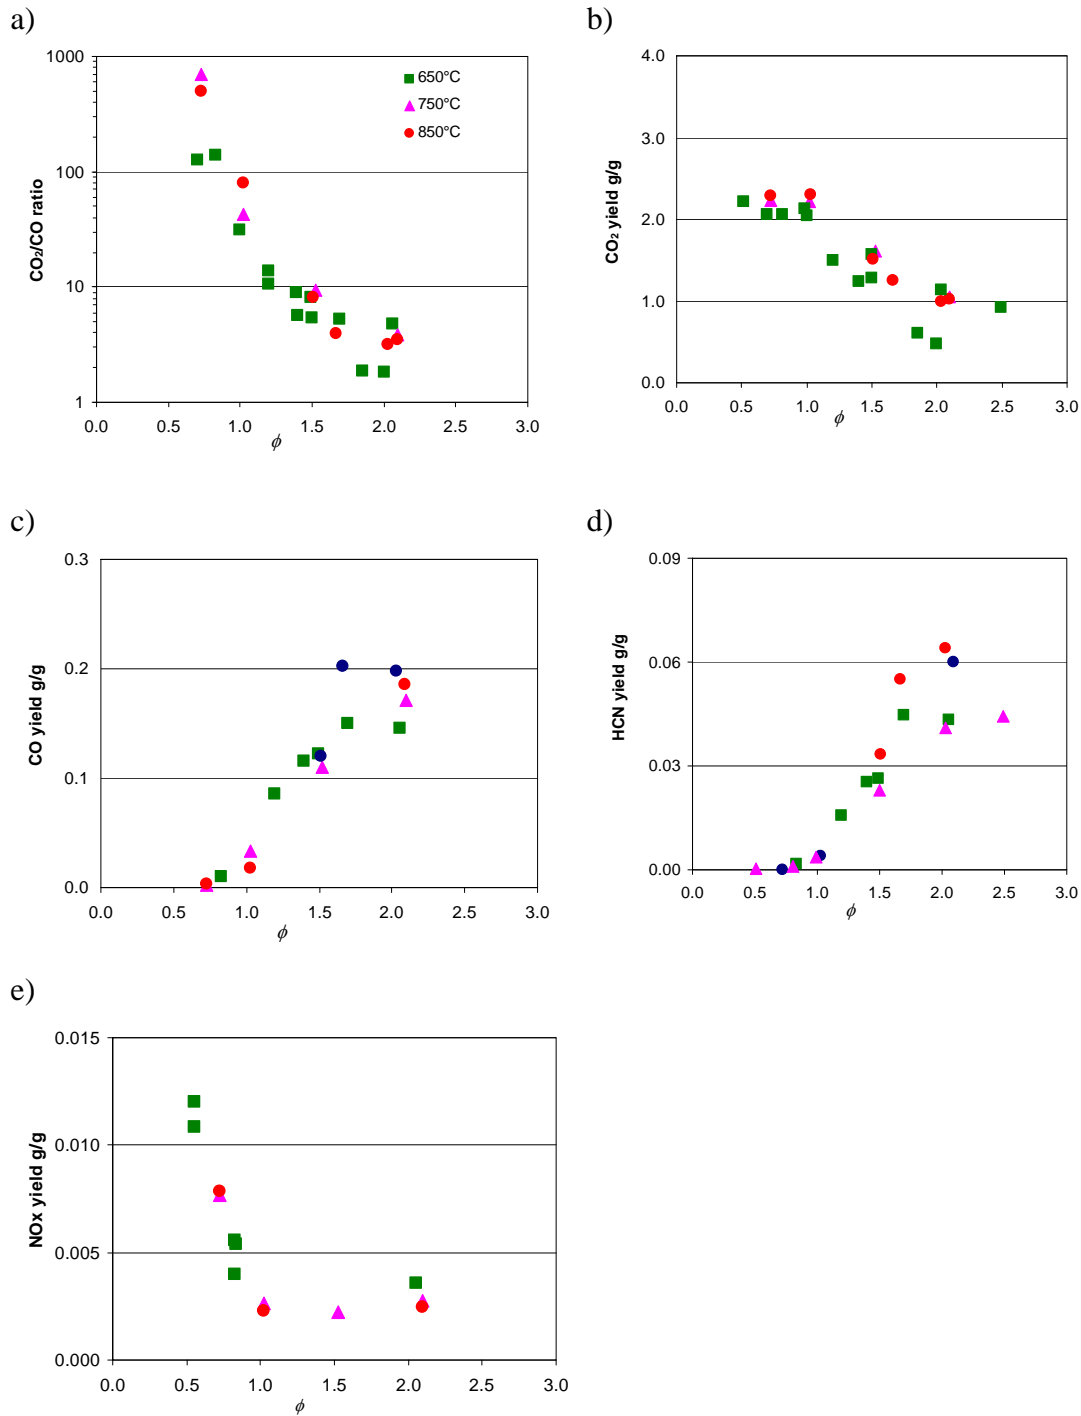 a)
1000
100
10
1
CO₂/CO ratio
650°C
750°C
850°C
0.0 0.5 1.0 1.5 2.0 2.5 3.0
ϕ
b)
4.0
3.0
2.0
1.0
0.0
CO₂ yield g/g
0.0 0.5 1.0 1.5 2.0 2.5 3.0
ϕ
c)
0.3
0.2
0.1
0.0
CO yield g/g
0.0 0.5 1.0 1.5 2.0 2.5 3.0
ϕ
d)
0.09
0.06
0.03
0.00
HCN yield g/g
0.0 0.5 1.0 1.5 2.0 2.5 3.0
ϕ
e)
0.015
0.010
0.005
0.000
NOx yield g/g
0.0 0.5 1.0 1.5 2.0 2.5 3.0
ϕ